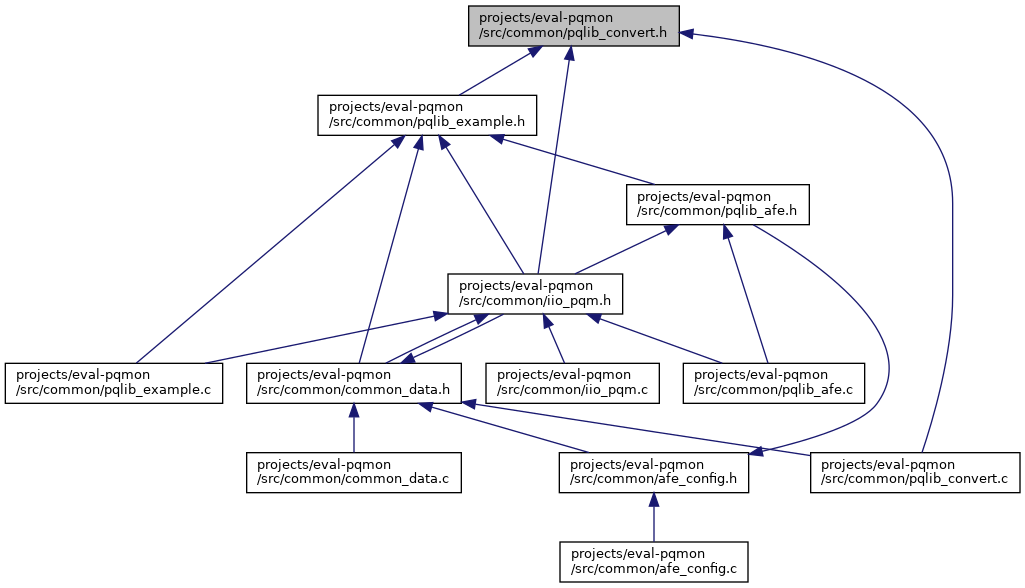 projects/eval-pqmon
/src/common/pqlib_convert.h
projects/eval-pqmon
/src/common/pqlib_example.h
projects/eval-pqmon
/src/common/pqlib_afe.h
projects/eval-pqmon
/src/common/iio_pqm.h
projects/eval-pqmon
/src/common/pqlib_example.c
projects/eval-pqmon
/src/common/common_data.h
projects/eval-pqmon
/src/common/iio_pqm.c
projects/eval-pqmon
/src/common/pqlib_afe.c
projects/eval-pqmon
/src/common/common_data.c
projects/eval-pqmon
/src/common/afe_config.h
projects/eval-pqmon
/src/common/pqlib_convert.c
projects/eval-pqmon
/src/common/afe_config.c